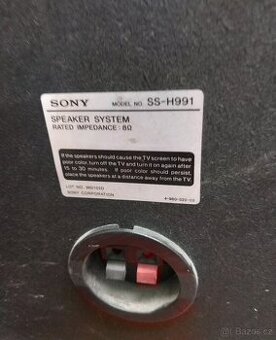 SONY MODEL NO. SS-H991
SPEAKER SYSTEM
RATED IMPEDANCE : 8Ω
If the speakers should cause the TV screen to have
poor color, turn off the TV and turn it on again after
15 to 30 minutes. If poor color should persist,
place the speakers at a distance away from the TV.
LOT NO.
SONY CORPORATION